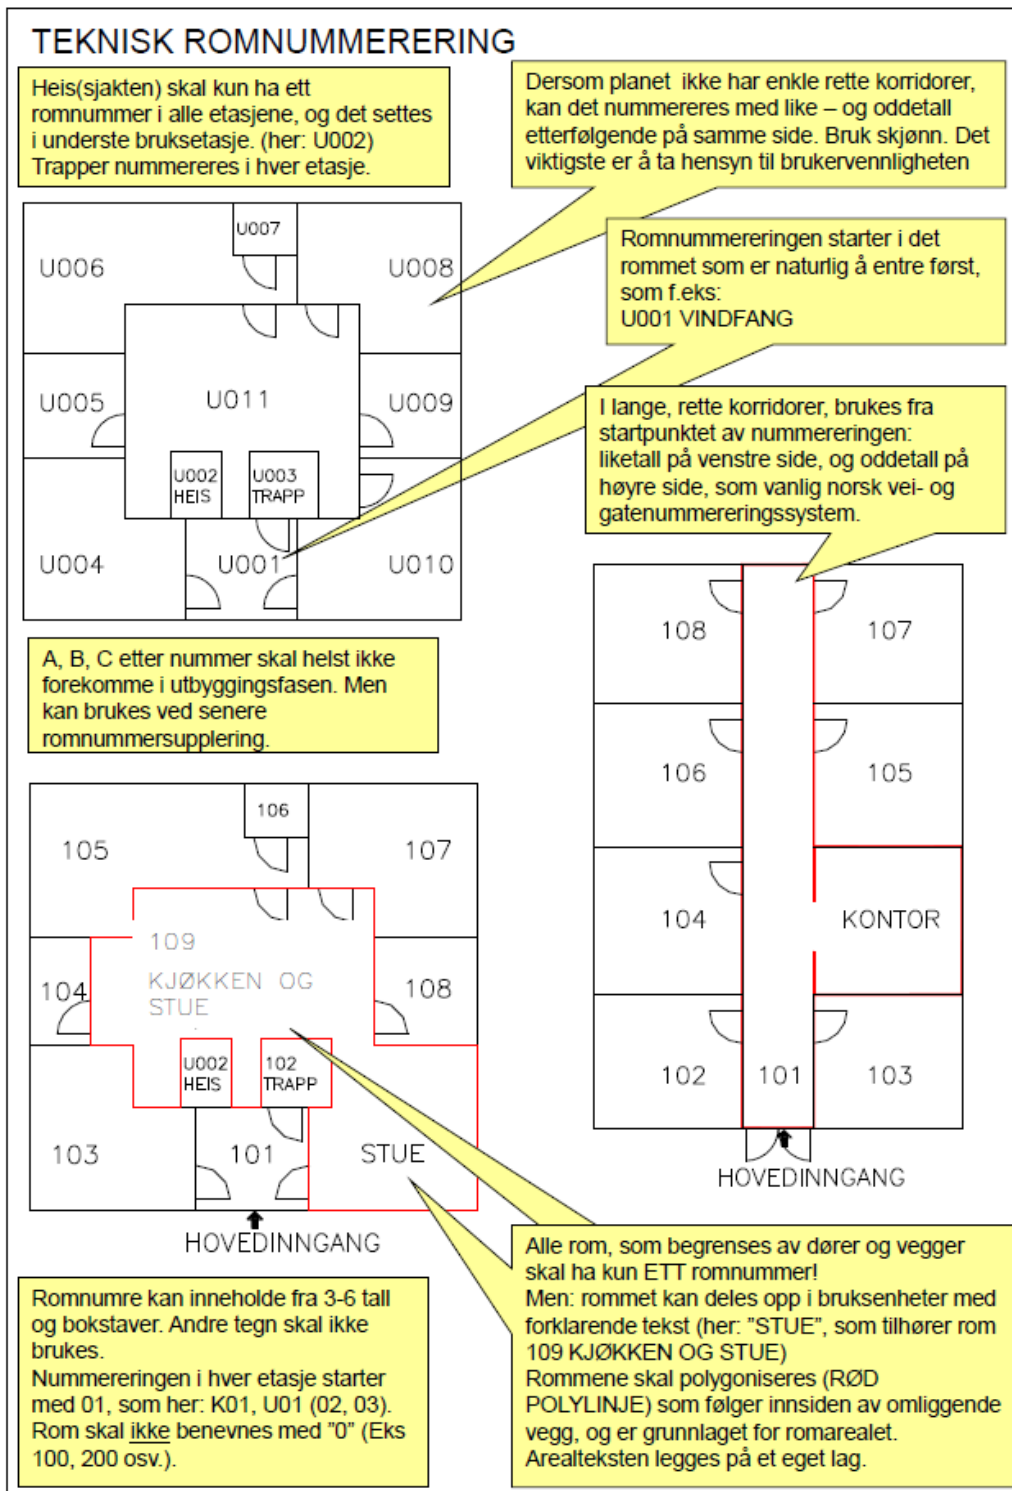 TEKNISK ROMNUMMERERING
Heis(sjakten) skal kun ha ett
romnummer i alle etasjene, og det settes
i underste bruksetasje. (her: U002)
Trapper nummereres i hver etasje.
Dersom planet  ikke har enkle rette korridorer,
kan det nummereres med like – og oddetall
etterfølgende på samme side. Bruk skjønn. Det
viktigste er å ta hensyn til brukervennligheten
Romnummereringen starter i det
rommet som er naturlig å entre først,
som f.eks:
U001 VINDFANG
U007
U006
U008
U005
U011
U009
U002
HEIS
U003
TRAPP
U004
U001
U010
I lange, rette korridorer, brukes fra
startpunktet av nummereringen:
liketall på venstre side, og oddetall på
høyre side, som vanlig norsk vei- og
gatenummereringssystem.
A, B, C etter nummer skal helst ikke
forekomme i utbyggingsfasen. Men
kan brukes ved senere
romnummersupplering.
108
107
106
105
104
KONTOR
102
101
103
HOVEDINNGANG
106
105
107
109
KJØKKEN OG
STUE
104
108
U002
HEIS
102
TRAPP
103
101
STUE
HOVEDINNGANG
Romnumre kan inneholde fra 3-6 tall
og bokstaver. Andre tegn skal ikke
brukes.
Nummereringen i hver etasje starter
med 01, som her: K01, U01 (02, 03).
Rom skal ikke benevnes med ”0” (Eks
100, 200 osv.).
Alle rom, som begrenses av dører og vegger
skal ha kun ETT romnummer!
Men: rommet kan deles opp i bruksenheter med
forklarende tekst (her: ”STUE”, som tilhører rom
109 KJØKKEN OG STUE)
Rommene skal polygoniseres (RØD
POLYLINJE) som følger innsiden av omliggende
vegg, og er grunnlaget for romarealet.
Arealteksten legges på et eget lag.